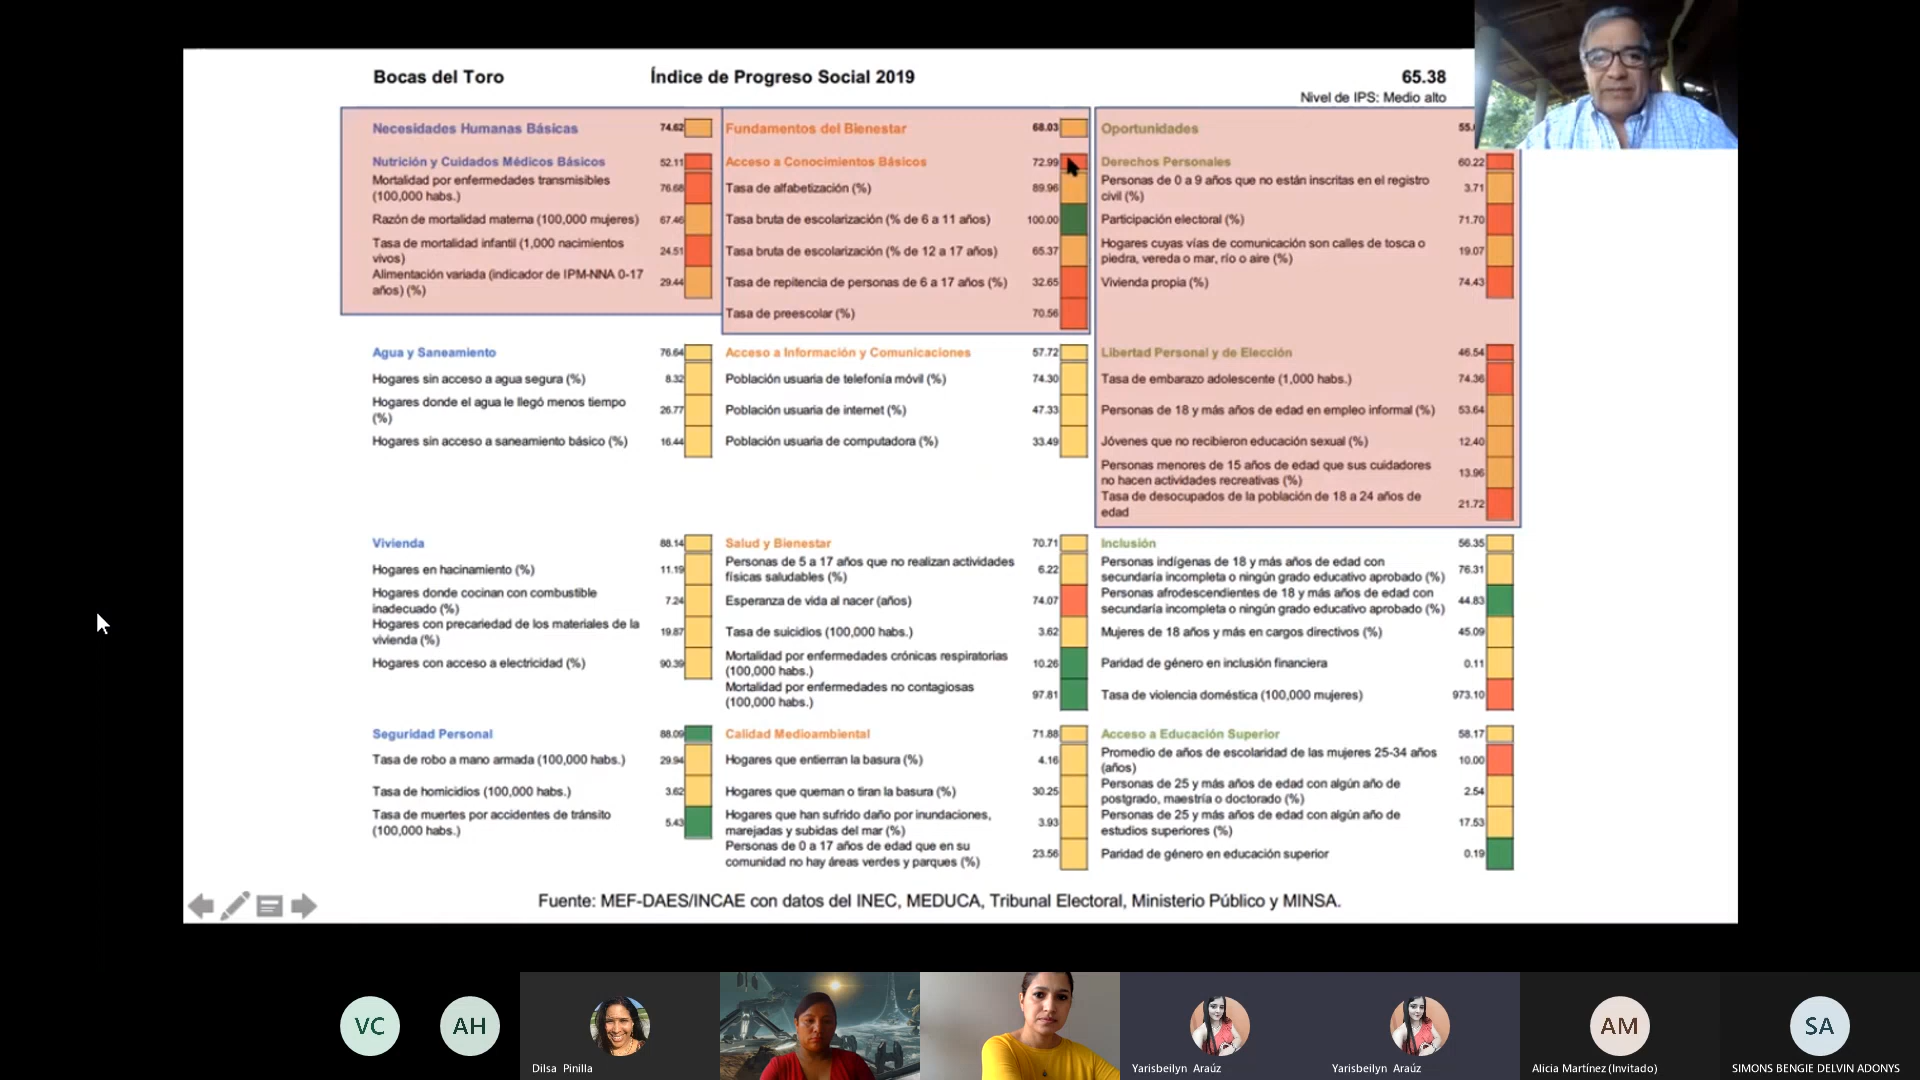 Bocas del Toro
Índice de Progreso Social 2019
65.38
Nivel de IPS: Medio alto
Necesidades Humanas Básicas 74.62
Nutrición y Cuidados Médicos Básicos 52.11
Mortalidad por enfermedades transmisibles
(100,000 habs.) 76.68
Razón de mortalidad materna (100,000 mujeres) 67.46
Tasa de mortalidad infantil (1,000 nacimientos
vivos) 24.51
Alimentación variada (indicador de IPM-NNA 0-17
años) (%) 29.44
Agua y Saneamiento 76.64
Hogares sin acceso a agua segura (%) 8.32
Hogares donde el agua le llegó menos tiempo
(%) 26.77
Hogares sin acceso a saneamiento básico (%) 16.44
Vivienda 88.14
Hogares en hacinamiento (%) 11.19
Hogares donde cocinan con combustible
inadecuado (%) 7.24
Hogares con precariedad de los materiales de la
vivienda (%) 19.87
Hogares con acceso a electricidad (%) 90.39
Seguridad Personal 88.09
Tasa de robo a mano armada (100,000 habs.) 29.94
Tasa de homicidios (100,000 habs.) 3.62
Tasa de muertes por accidentes de tránsito
(100,000 habs.) 5.43
Fundamentos del Bienestar 68.03
Acceso a Conocimientos Básicos 72.99
Tasa de alfabetización (%) 89.96
Tasa bruta de escolarización (% de 6 a 11 años) 100.00
Tasa bruta de escolarización (% de 12 a 17 años) 65.37
Tasa de repitencia de personas de 6 a 17 años (%) 32.65
Tasa de preescolar (%) 70.56
Acceso a Información y Comunicaciones 57.72
Población usuaria de telefonía móvil (%) 74.30
Población usuaria de internet (%) 47.33
Población usuaria de computadora (%) 33.49
Salud y Bienestar 70.71
Personas de 5 a 17 años que no realizan actividades
físicas saludables (%) 6.22
Esperanza de vida al nacer (años) 74.07
Tasa de suicidios (100,000 habs.) 3.62
Mortalidad por enfermedades crónicas respiratorias
(100,000 habs.) 10.26
Mortalidad por enfermedades no contagiosas
(100,000 habs.) 97.81
Calidad Medioambiental 71.88
Hogares que entierran la basura (%) 4.16
Hogares que queman o tiran la basura (%) 30.25
Hogares que han sufrido daño por inundaciones,
marejadas y subidas del mar (%) 3.93
Personas de 0 a 17 años de edad que en su
comunidad no hay áreas verdes y parques (%) 23.56
Oportunidades
Derechos Personales 60.22
Personas de 0 a 9 años que no están inscritas en el registro
civil (%) 3.71
Participación electoral (%) 71.70
Hogares cuyas vías de comunicación son calles de tosca o
piedra, vereda o mar, río o aire (%) 19.07
Vivienda propia (%) 74.43
Libertad Personal y de Elección 46.54
Tasa de embarazo adolescente (1,000 habs.) 74.36
Personas de 18 y más años de edad en empleo informal (%) 53.64
Jóvenes que no recibieron educación sexual (%) 12.40
Personas menores de 15 años de edad que sus cuidadores
no hacen actividades recreativas (%) 13.96
Tasa de desocupados de la población de 18 a 24 años de
edad 21.72
Inclusión 56.35
Personas indígenas de 18 y más años de edad con
secundaría incompleta o ningún grado educativo aprobado (%) 76.31
Personas afrodescendientes de 18 y más años de edad con
secundaría incompleta o ningún grado educativo aprobado (%) 44.83
Mujeres de 18 años y más en cargos directivos (%) 45.09
Paridad de género en inclusión financiera 0.11
Tasa de violencia doméstica (100,000 mujeres) 973.10
Acceso a Educación Superior 58.17
Promedio de años de escolaridad de las mujeres 25-34 años
(años) 10.00
Personas de 25 y más años de edad con algún año de
postgrado, maestría o doctorado (%) 2.54
Personas de 25 y más años de edad con algún año de
estudios superiores (%) 17.53
Paridad de género en educación superior 0.19
Fuente: MEF-DAES/INCAE con datos del INEC, MEDUCA, Tribunal Electoral, Ministerio Público y MINSA.
VC
AH
Dilsa Pinilla
Yarisbeilyn Araúz
Yarisbeilyn Araúz
AM
Alicia Martínez (Invitado)
SA
SIMONS BENGIE DELVIN ADONYS